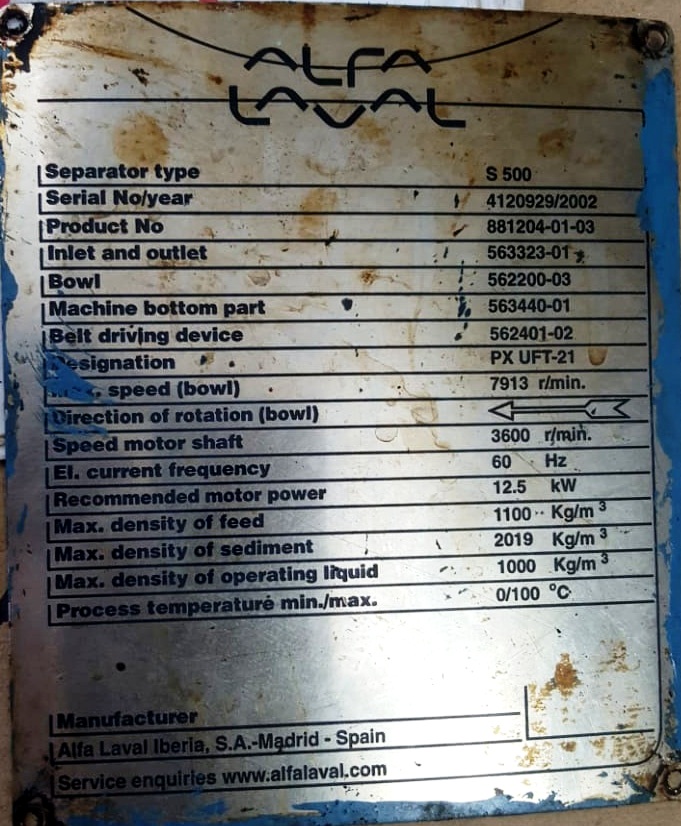 ALFA
LAVAL
Separator type S 500
Serial No/year 4120929/2002
Product No 881204-01-03
Inlet and outlet 563323-01
Bowl 562200-03
Machine bottom part 563440-01
Belt driving device 562401-02
Designation PX UFT-21
speed (bowl) 7913 r/min.
Direction of rotation (bowl)
Speed motor shaft 3600 r/min.
El. current frequency 60 Hz
Recommended motor power 12.5 kW
Max. density of feed 1100 Kg/m³
Max. density of sediment 2019 Kg/m³
Max. density of operating liquid 1000 Kg/m³
Process temperature min./max. 0/100 °C
Manufacturer
Alfa Laval Iberia, S.A.-Madrid - Spain
Service enquiries www.alfalaval.com